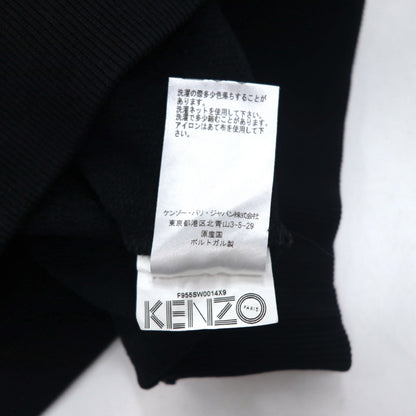 洗濯の際多少色落ちすることが
あります。
洗濯ネットを使用して下さい。
洗濯で多少縮むことがあります。
アイロンはあて布を使用して下さい。
ケンゾー・パリ・ジャパン株式会社
東京都港区北青山3-5-29
原産国
ポルトガル製
F955SW0014X9
KENZO
PARIS